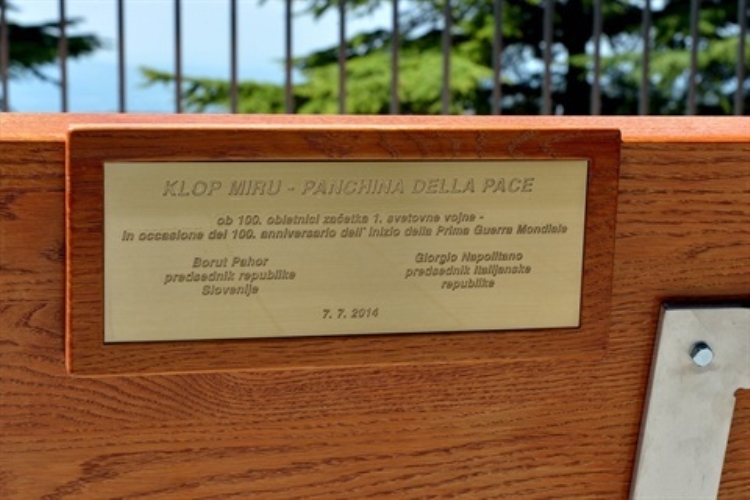 KLOP MIRU - PANCHINA DELLA PACE
ob 100. obletnici začetka 1. svetovne vojne -
In occasione del 100. anniversario dell' inizio della Prima Guerra Mondiale
Borut Pahor
predsednik republike
Slovenije
Giorgio Napolitano
predsednik Italijanske
republike
7. 7. 2014